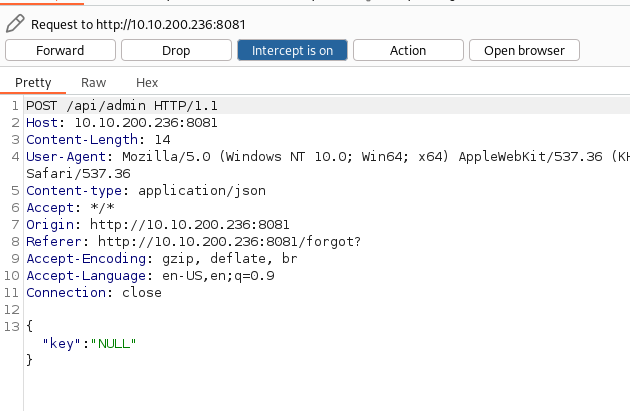 Request to http://10.10.200.236:8081
Forward Drop Intercept is on Action Open browser
Pretty Raw Hex
1 POST /api/admin HTTP/1.1
2 Host: 10.10.200.236:8081
3 Content-Length: 14
4 User-Agent: Mozilla/5.0 (Windows NT 10.0; Win64; x64) AppleWebKit/537.36 (KH
Safari/537.36
5 Content-type: application/json
6 Accept: */*
7 Origin: http://10.10.200.236:8081
8 Referer: http://10.10.200.236:8081/forgot?
9 Accept-Encoding: gzip, deflate, br
10 Accept-Language: en-US,en;q=0.9
11 Connection: close
12
13 {
"key":"NULL"
}